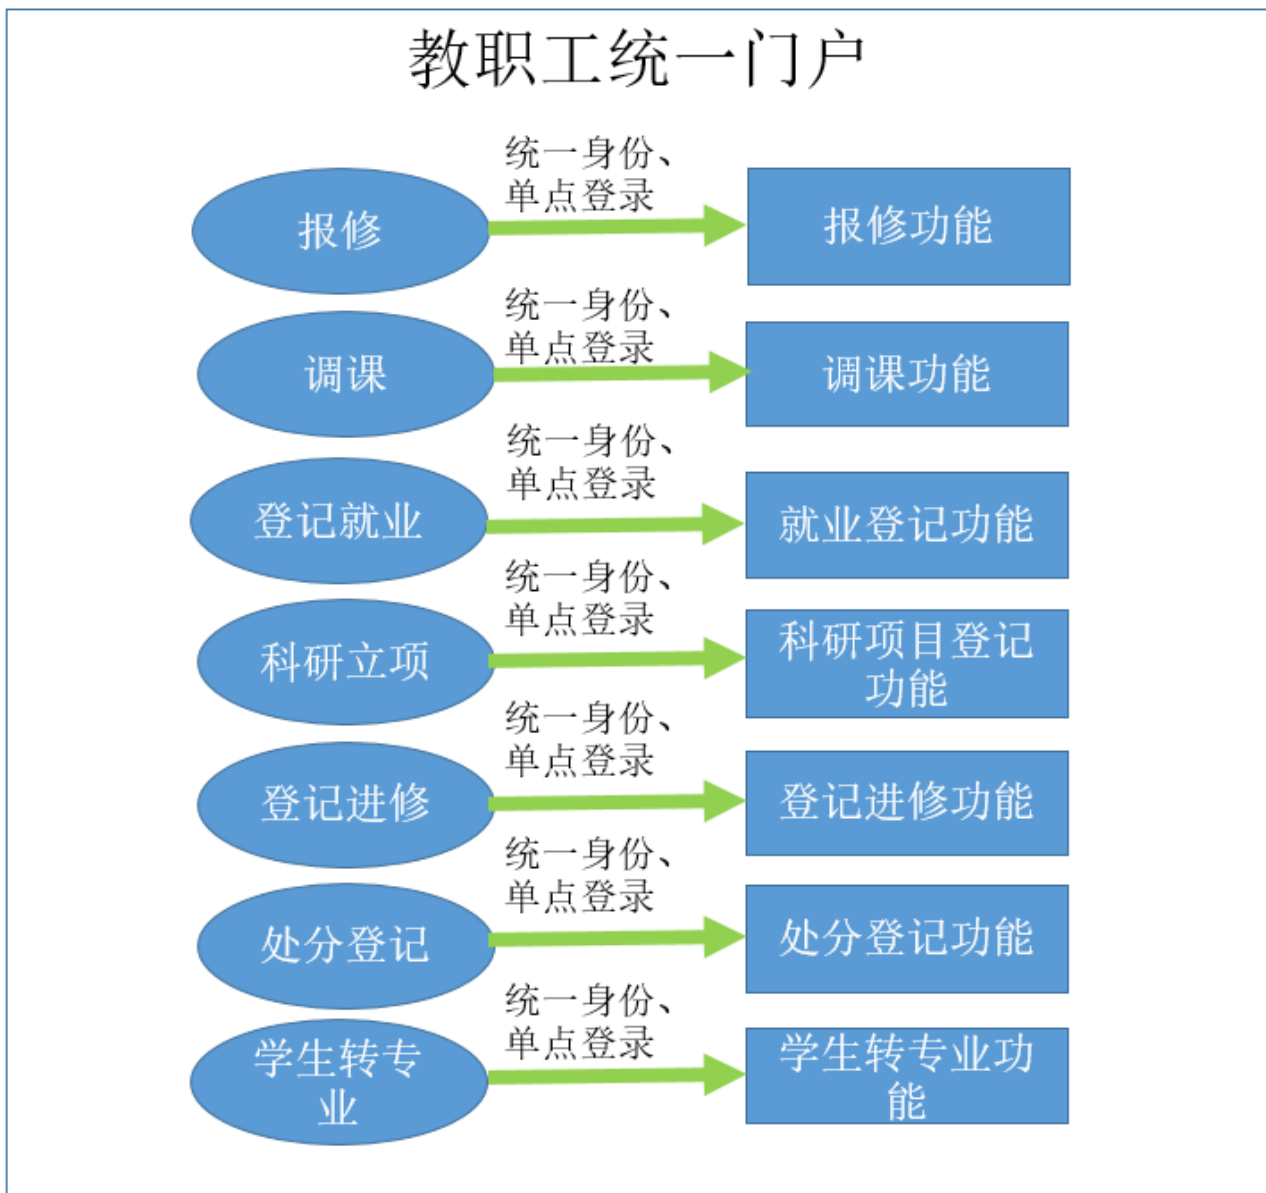 教职工统一门户
统一身份、
单点登录
报修
报修功能
统一身份、
单点登录
调课
调课功能
统一身份、
单点登录
登记就业
就业登记功能
统一身份、
单点登录
科研立项
科研项目登记
功能
统一身份、
单点登录
登记进修
登记进修功能
统一身份、
单点登录
处分登记
处分登记功能
统一身份、
单点登录
学生转专
业
学生转专业功
能